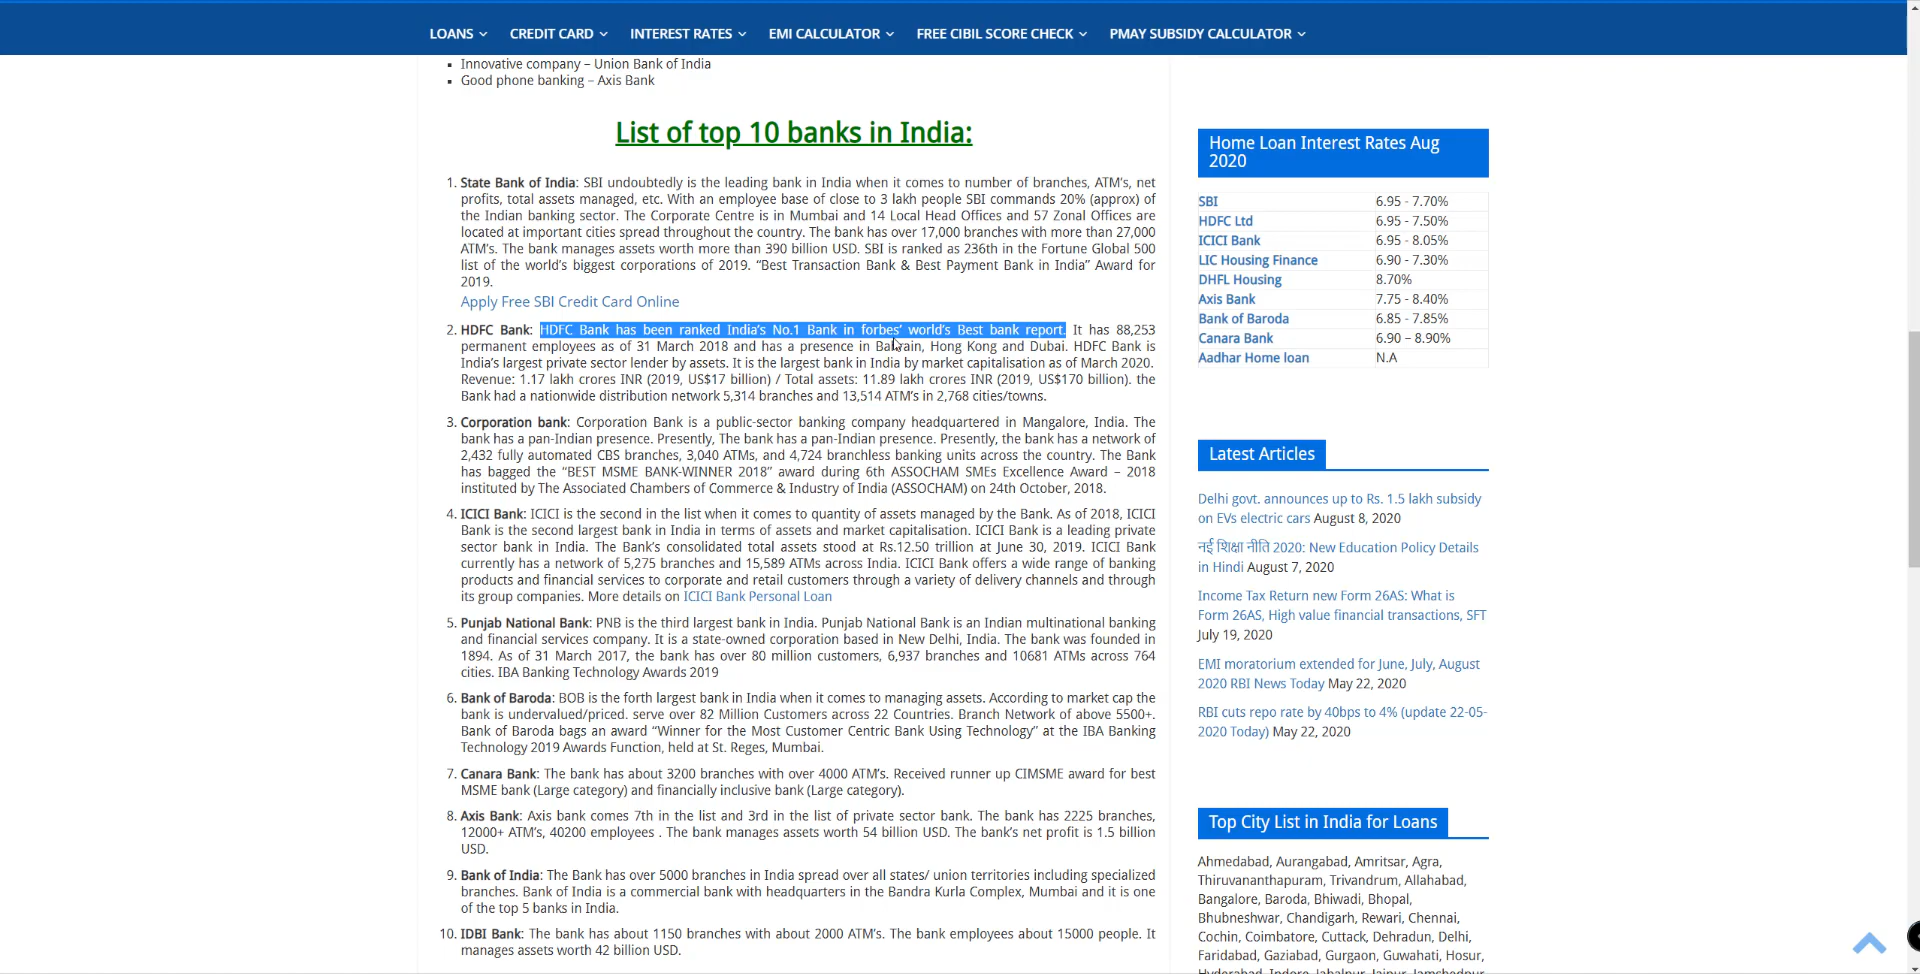 LOANS CREDIT CARD INTEREST RATES EMI CALCULATOR FREE CIBIL SCORE CHECK PMAY SUBSIDY CALCULATOR
▪ Innovative company – Union Bank of India
▪ Good phone banking – Axis Bank
List of top 10 banks in India:
1. State Bank of India: SBI undoubtedly is the leading bank in India when it comes to number of branches, ATM's, net
profits, total assets managed, etc. With an employee base of close to 3 lakh people SBI commands 20% (approx) of
the Indian banking sector. The Corporate Centre is in Mumbai and 14 Local Head Offices and 57 Zonal Offices are
located at important cities spread throughout the country. The bank has over 17,000 branches with more than 27,000
ATM's. The bank manages assets worth more than 390 billion USD. SBI is ranked as 236th in the Fortune Global 500
list of the world's biggest corporations of 2019. “Best Transaction Bank & Best Payment Bank in India” Award for
2019.
Apply Free SBI Credit Card Online
2. HDFC Bank: HDFC Bank has been ranked India's No.1 Bank in forbes' world's Best bank report. It has 88,253
permanent employees as of 31 March 2018 and has a presence in Bahrain, Hong Kong and Dubai. HDFC Bank is
India's largest private sector lender by assets. It is the largest bank in India by market capitalisation as of March 2020.
Revenue: 1.17 lakh crores INR (2019, US$17 billion) / Total assets: 11.89 lakh crores INR (2019, US$170 billion). the
Bank had a nationwide distribution network 5,314 branches and 13,514 ATM's in 2,768 cities/towns.
3. Corporation bank: Corporation Bank is a public-sector banking company headquartered in Mangalore, India. The
bank has a pan-Indian presence. Presently, The bank has a pan-Indian presence. Presently, the bank has a network of
2,432 fully automated CBS branches, 3,040 ATMs, and 4,724 branchless banking units across the country. The Bank
has bagged the “BEST MSME BANK-WINNER 2018” award during 6th ASSOCHAM SMEs Excellence Award – 2018
instituted by The Associated Chambers of Commerce & Industry of India (ASSOCHAM) on 24th October, 2018.
4. ICICI Bank: ICICI is the second in the list when it comes to quantity of assets managed by the Bank. As of 2018, ICICI
Bank is the second largest bank in India in terms of assets and market capitalisation. ICICI Bank is a leading private
sector bank in India. The Bank's consolidated total assets stood at Rs.12.50 trillion at June 30, 2019. ICICI Bank
currently has a network of 5,275 branches and 15,589 ATMs across India. ICICI Bank offers a wide range of banking
products and financial services to corporate and retail customers through a variety of delivery channels and through
its group companies. More details on ICICI Bank Personal Loan
5. Punjab National Bank: PNB is the third largest bank in India. Punjab National Bank is an Indian multinational banking
and financial services company. It is a state-owned corporation based in New Delhi, India. The bank was founded in
1894. As of 31 March 2017, the bank has over 80 million customers, 6,937 branches and 10681 ATMs across 764
cities. IBA Banking Technology Awards 2019
6. Bank of Baroda: BOB is the forth largest bank in India when it comes to managing assets. According to market cap the
bank is undervalued/priced. serve over 82 Million Customers across 22 Countries. Branch Network of above 5500+.
Bank of Baroda bags an award “Winner for the Most Customer Centric Bank Using Technology” at the IBA Banking
Technology 2019 Awards Function, held at St. Reges, Mumbai.
7. Canara Bank: The bank has about 3200 branches with over 4000 ATM's. Received runner up CIMSME award for best
MSME bank (Large category) and financially inclusive bank (Large category).
8. Axis Bank: Axis bank comes 7th in the list and 3rd in the list of private sector bank. The bank has 2225 branches,
12000+ ATM's, 40200 employees . The bank manages assets worth 54 billion USD. The bank's net profit is 1.5 billion
USD.
9. Bank of India: The Bank has over 5000 branches in India spread over all states/ union territories including specialized
branches. Bank of India is a commercial bank with headquarters in the Bandra Kurla Complex, Mumbai and it is one
of the top 5 banks in India.
10. IDBI Bank: The bank has about 1150 branches with about 2000 ATM's. The bank employees about 15000 people. It
manages assets worth 42 billion USD.
Home Loan Interest Rates Aug
2020
SBI 6.95 - 7.70%
HDFC Ltd 6.95 - 7.50%
ICICI Bank 6.95 - 8.05%
LIC Housing Finance 6.90 - 7.30%
DHFL Housing 8.70%
Axis Bank 7.75 - 8.40%
Bank of Baroda 6.85 - 7.85%
Canara Bank 6.90 – 8.90%
Aadhar Home loan N.A
Latest Articles
Delhi govt. announces up to Rs. 1.5 lakh subsidy
on EVs electric cars August 8, 2020
नई शिक्षा नीति 2020: New Education Policy Details
in Hindi August 7, 2020
Income Tax Return new Form 26AS: What is
Form 26AS, High value financial transactions, SFT
July 19, 2020
EMI moratorium extended for June, July, August
2020 RBI News Today May 22, 2020
RBI cuts repo rate by 40bps to 4% (update 22-05-
2020 Today) May 22, 2020
Top City List in India for Loans
Ahmedabad, Aurangabad, Amritsar, Agra,
Thiruvananthapuram, Trivandrum, Allahabad,
Bangalore, Baroda, Bhiwadi, Bhopal,
Bhubneshwar, Chandigarh, Rewari, Chennai,
Cochin, Coimbatore, Cuttack, Dehradun, Delhi,
Faridabad, Gaziabad, Gurgaon, Guwahati, Hosur,
Hyderabad, Indore, Jabalpur, Jaipur, Jamshedpur